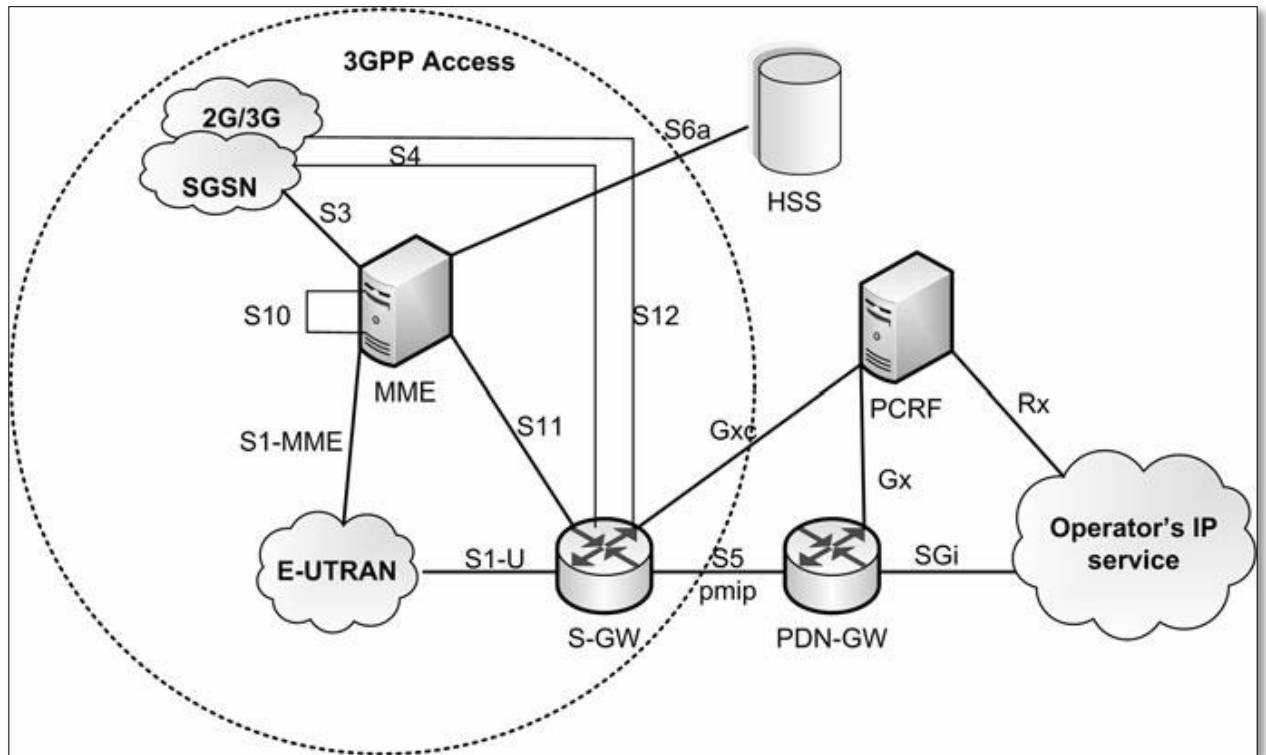 3GPP Access
2G/3G
S6a
S4
SGSN
HSS
S3
S10
S12
MME
PCRF
Rx
S1-MME
S11
Gxc
Gx
Operator's IP
service
E-UTRAN
S1-U
S5
SGi
pmip
S-GW
PDN-GW